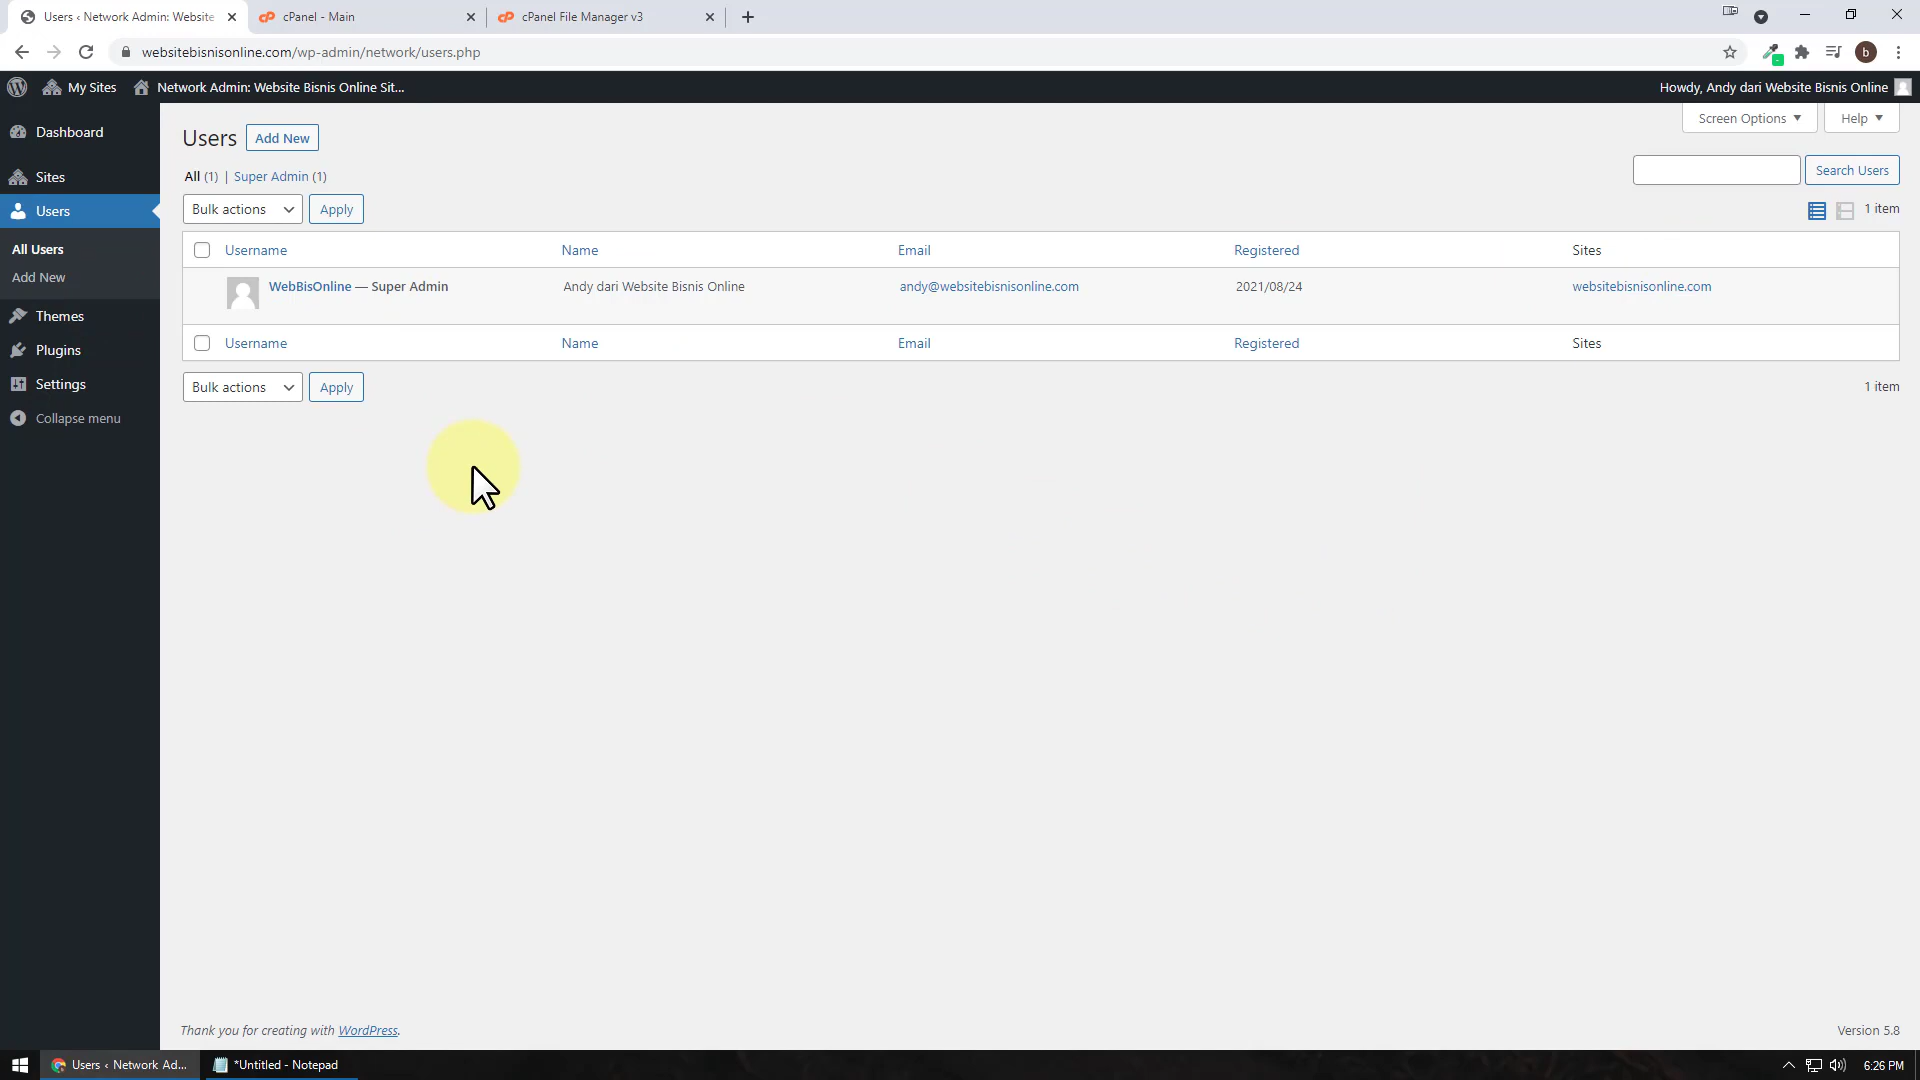 Users ‹ Network Admin: Website
cPanel - Main
cPanel File Manager v3
websitebisnisonline.com/wp-admin/network/users.php
b
My Sites
Network Admin: Website Bisnis Online Sit...
Howdy, Andy dari Website Bisnis Online
Dashboard
Sites
Users
All Users
Add New
Themes
Plugins
Settings
Collapse menu
Screen Options
Help
Users
Add New
All (1) | Super Admin (1)
Search Users
Bulk actions
Apply
1 item
Username
Name
Email
Registered
Sites
WebBisOnline — Super Admin
Andy dari Website Bisnis Online
andy@websitebisnisonline.com
2021/08/24
websitebisnisonline.com
Username
Name
Email
Registered
Sites
Bulk actions
Apply
1 item
Thank you for creating with WordPress.
Version 5.8
Users ‹ Network Ad...
*Untitled - Notepad
6:26 PM